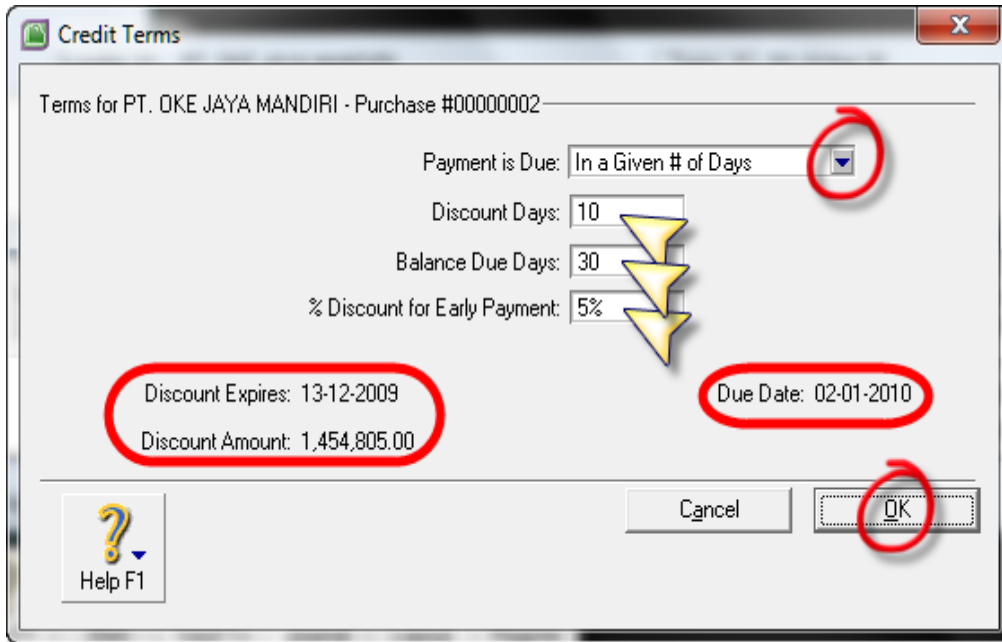 Credit Terms
Terms for PT. OKE JAYA MANDIRI - Purchase #00000002
Payment is Due: In a Given # of Days
Discount Days: 10
Balance Due Days: 30
% Discount for Early Payment: 5%
Discount Expires: 13-12-2009 Due Date: 02-01-2010
Discount Amount: 1,454,805.00
Cancel OK
Help F1